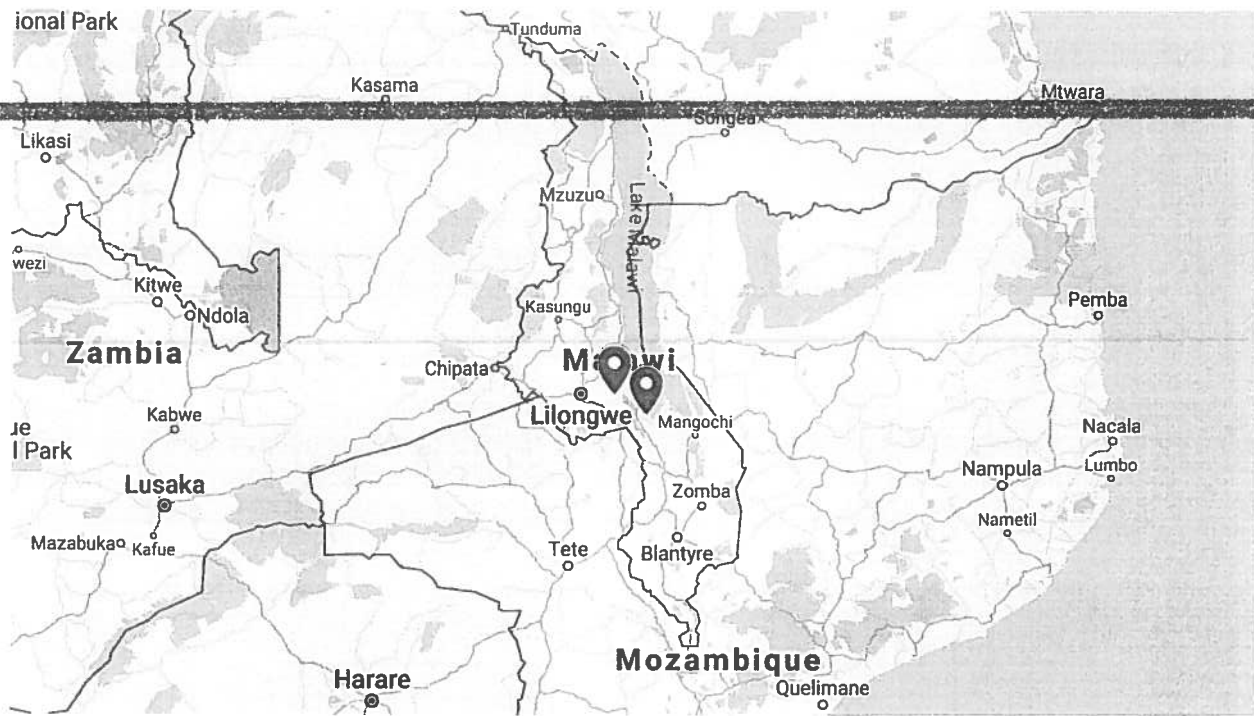 ional Park
Tunduma
Kasama
Mtwara
Songea
Likasi
Mzuzu
Lake Malawi
wezi
Kitwe
Ndola
Kasungu
Pemba
Zambia
Chipata
Lilongwe
Mangochi
Kabwe
l Park
Nacala
Lumbo
Nampula
Lusaka
Zomba
Nametil
Mazabuka
Kafue
Tete
Blantyre
Mozambique
Harare
Quelimane